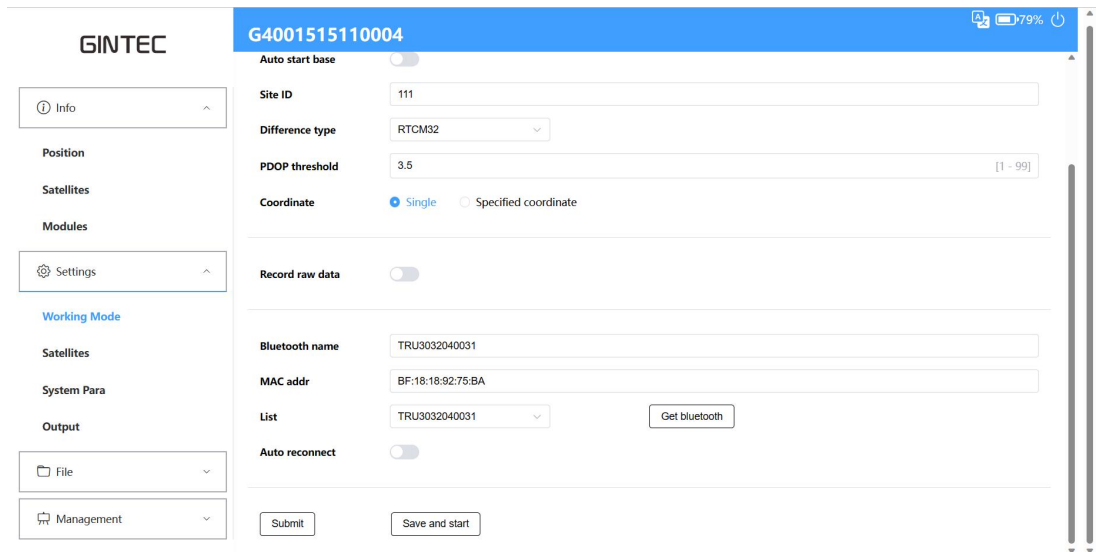 GINTEC
G4001515110004
79%
Info
Position
Satellites
Modules
Settings
Working Mode
Satellites
System Para
Output
File
Management
Auto start base
Site ID 111
Difference type RTCM32
PDOP threshold 3.5 [1 - 99]
Coordinate Single Specified coordinate
Record raw data
Bluetooth name TRU3032040031
MAC addr BF:18:18:92:75:BA
List TRU3032040031 Get bluetooth
Auto reconnect
Submit Save and start